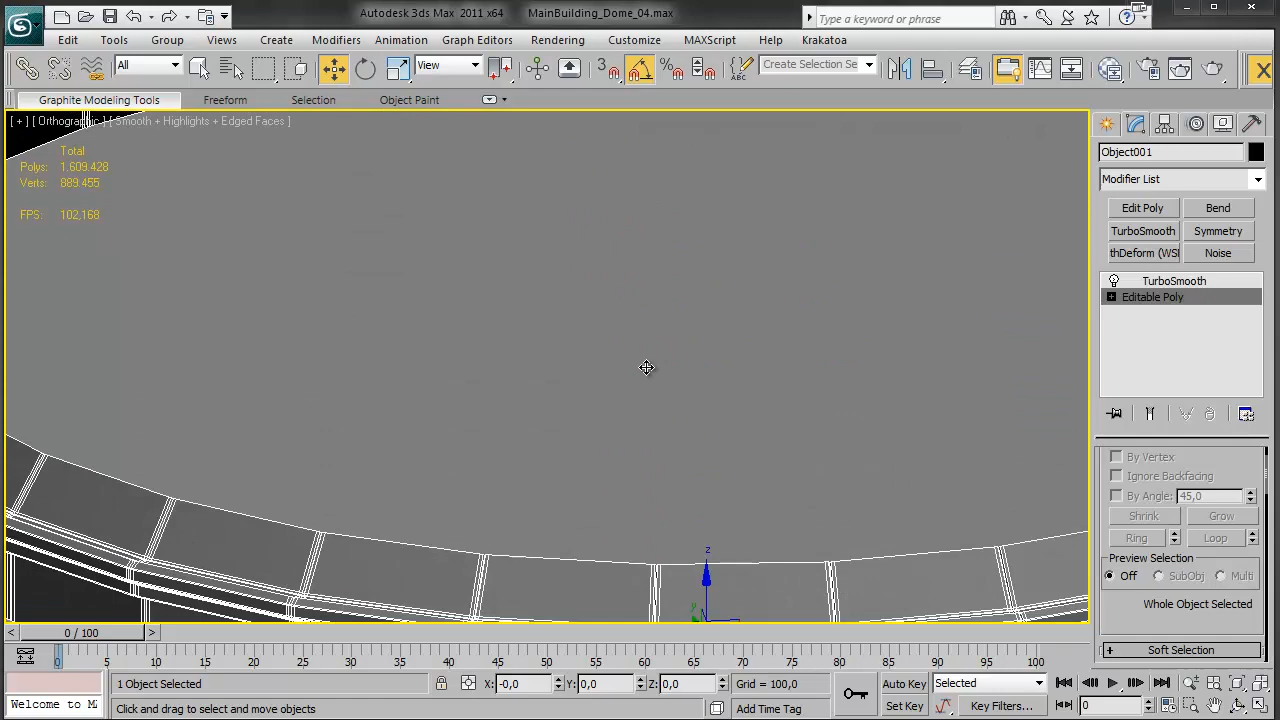 Autodesk 3ds Max 2011 x64 MainBuilding_Dome_04.max
Type a keyword or phrase
Edit Tools Group Views Create Modifiers Animation Graph Editors Rendering Customize MAXScript Help Krakatoa
All View 3 % ABC Create Selection Se
Graphite Modeling Tools Freeform Selection Object Paint
[ + ] [ Orthographic ] [ Smooth + Highlights + Edged Faces ]
Total
Polys: 1.609.428
Verts: 889.455
FPS: 102,168
z
y
Object001
Modifier List
Edit Poly Bend
TurboSmooth Symmetry
thDeform (WSI Noise
TurboSmooth
Editable Poly
By Vertex
Ignore Backfacing
By Angle: 45,0
Shrink Grow
Ring Loop
Preview Selection
Off SubObj Multi
Whole Object Selected
+ Soft Selection
< 0 / 100 >
0 5 10 15 20 25 30 35 40 45 50 55 60 65 70 75 80 85 90 95 100
1 Object Selected X: -0,0 Y: 0,0 Z: 0,0 Grid = 100,0 Auto Key Selected
Welcome to MA Click and drag to select and move objects Add Time Tag Set Key Key Filters... 0